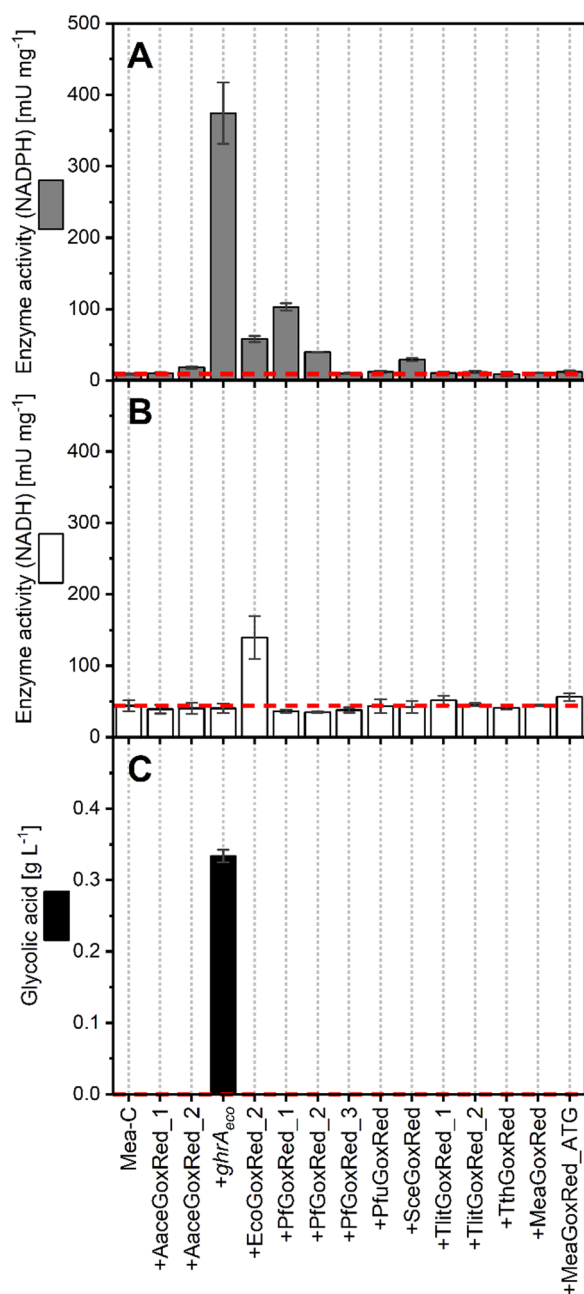 A
Enzyme activity (NADPH) [mU mg⁻¹]
500
400
300
200
100
0
B
Enzyme activity (NADH) [mU mg⁻¹]
400
300
200
100
0
C
Glycolic acid [g L⁻¹]
0.4
0.3
0.2
0.1
0.0
Mea-C
+AaceGoxRed_1
+AaceGoxRed_2
+ghrA_eco
+EcoGoxRed_2
+PfGoxRed_1
+PfGoxRed_2
+PfGoxRed_3
+PfuGoxRed
+SceGoxRed
+TlitGoxRed_1
+TlitGoxRed_2
+TthGoxRed
+MeaGoxRed
+MeaGoxRed_ATG